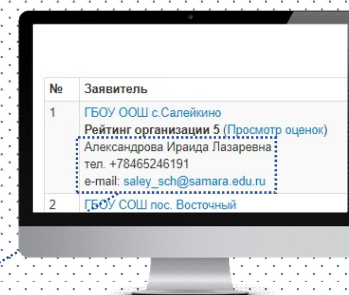 № Заявитель
1 ГБОУ ООШ с.Салейкино
Рейтинг организации 5 (Просмотр оценок)
Александрова Ираида Лазаревна
тел. +78465246191
e-mail: saley_sch@samara.edu.ru
2 ГБОУ СОШ пос. Восточный